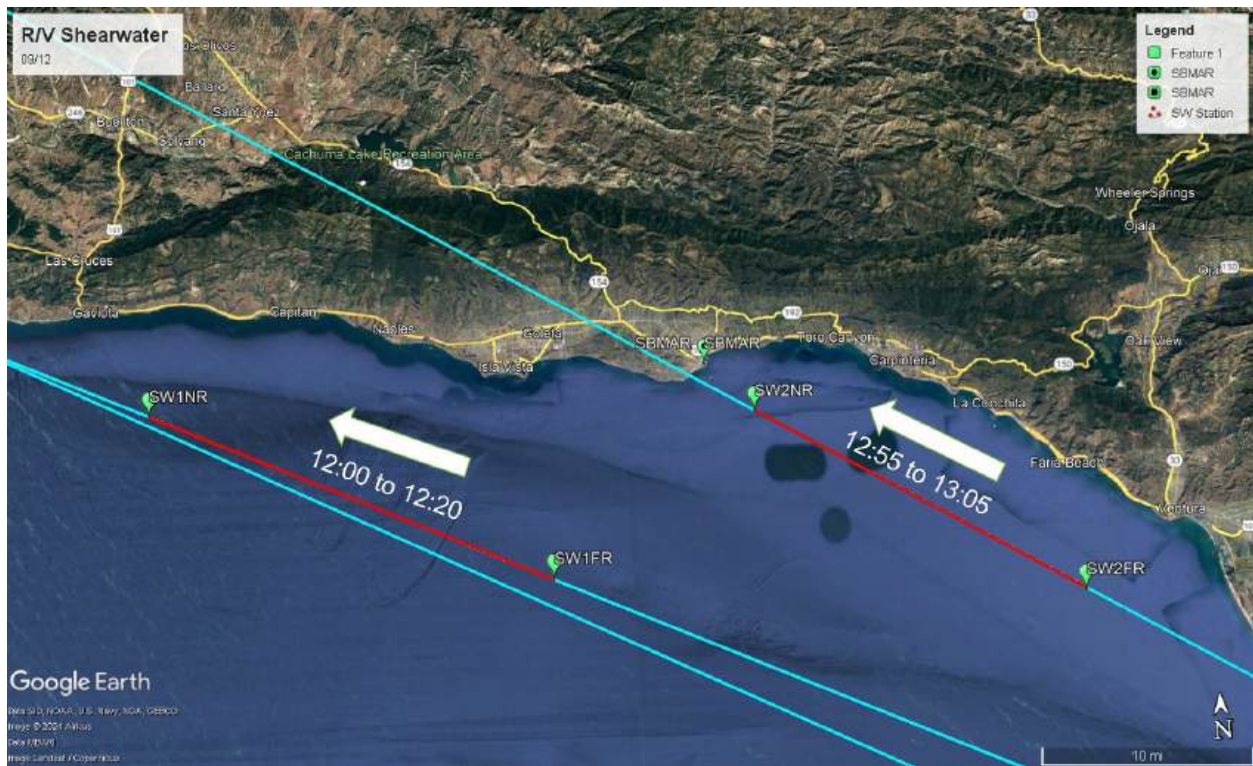 R/V Shearwater
09/12
Legend
Feature 1
SBMAR
SBMAR
SW Station
33
101
Ballard
246
Buellton
Santa Ynez
Solvang
Cachuma Lake Recreation Area
154
Wheeler Springs
Ojala
101
Las Cruces
150
154
Gaviota
Capitan
192
Naples
Goleta
SBMAR
SBMAR
Toro Canyon
Oak View
Isla Vista
Carpinteria
150
SW1NR
SW2NR
La Conchita
12:00 to 12:20
12:55 to 13:05
Faria Beach
33
Ventura
SW1FR
SW2FR
Google Earth
Data SIO, NOAA, U.S. Navy, NGA, GEBCO
Image © 2024 Airbus
Data MBARI
Image Landsat / Copernicus
N
10 mi